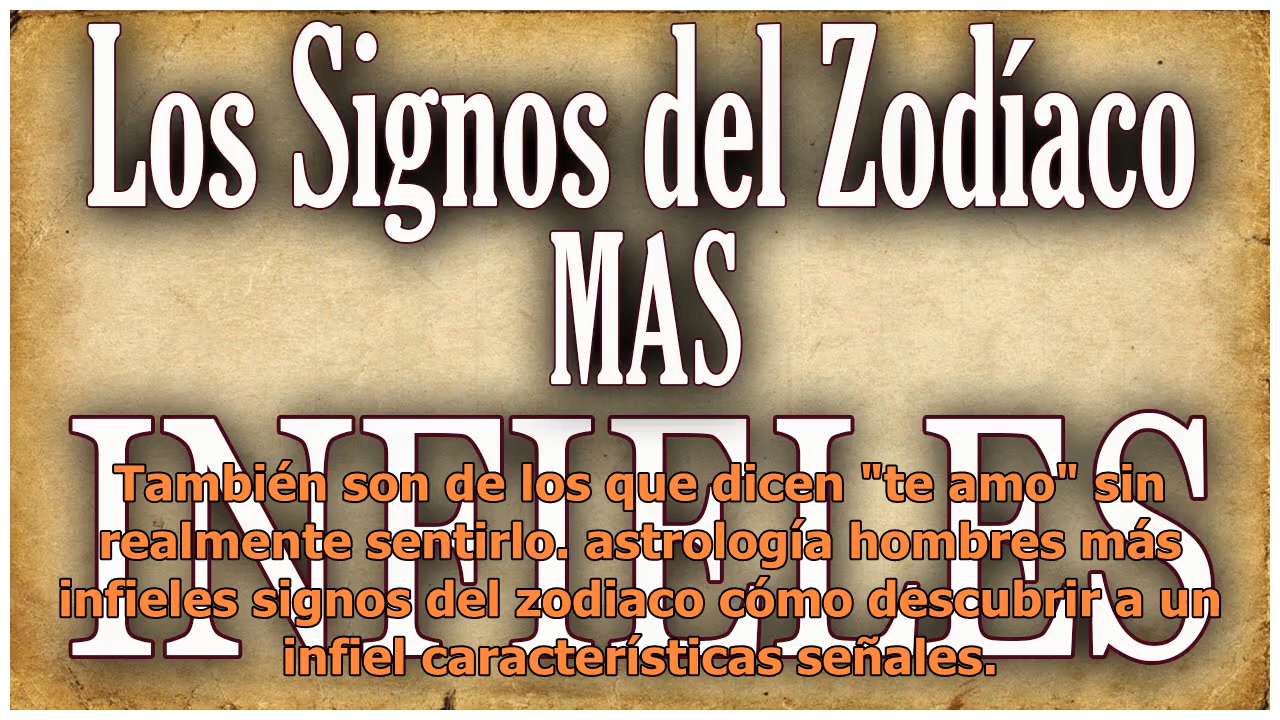 Los Signos del Zodíaco
MAS
INFIELES
También son de los que dicen "te amo" sin
realmente sentirlo. astrología hombres más
infieles signos del zodiaco cómo descubrir a un
infiel características señales.